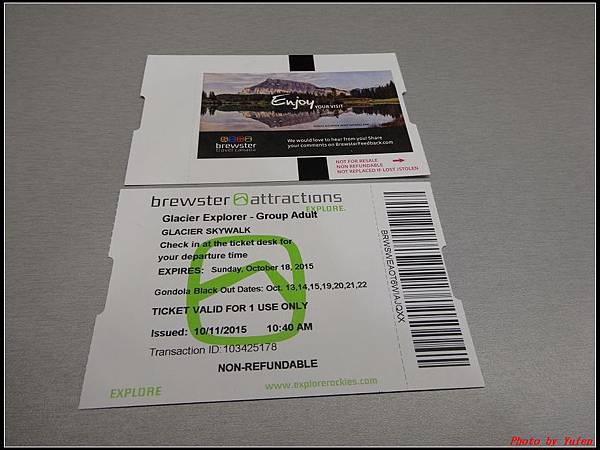 Enjoy YOUR VISIT
brewster
travel canada
We would love to hear from you! Share
your comments on BrewsterFeedback.com
NOT FOR RESALE
NON REFUNDABLE
NOT REPLACED IF LOST /STOLEN
brewster attractions
EXPLORE.
Glacier Explorer - Group Adult
GLACIER SKYWALK
Check in at the ticket desk for
your departure time
EXPIRES: Sunday, October 18, 2015
Gondola Black Out Dates: Oct. 13,14,15,19,20,21,22
TICKET VALID FOR 1 USE ONLY
Issued: 10/11/2015 10:40 AM
Transaction ID: 103425178
NON-REFUNDABLE
EXPLORE www.explorerockies.com
Photo by Yufen